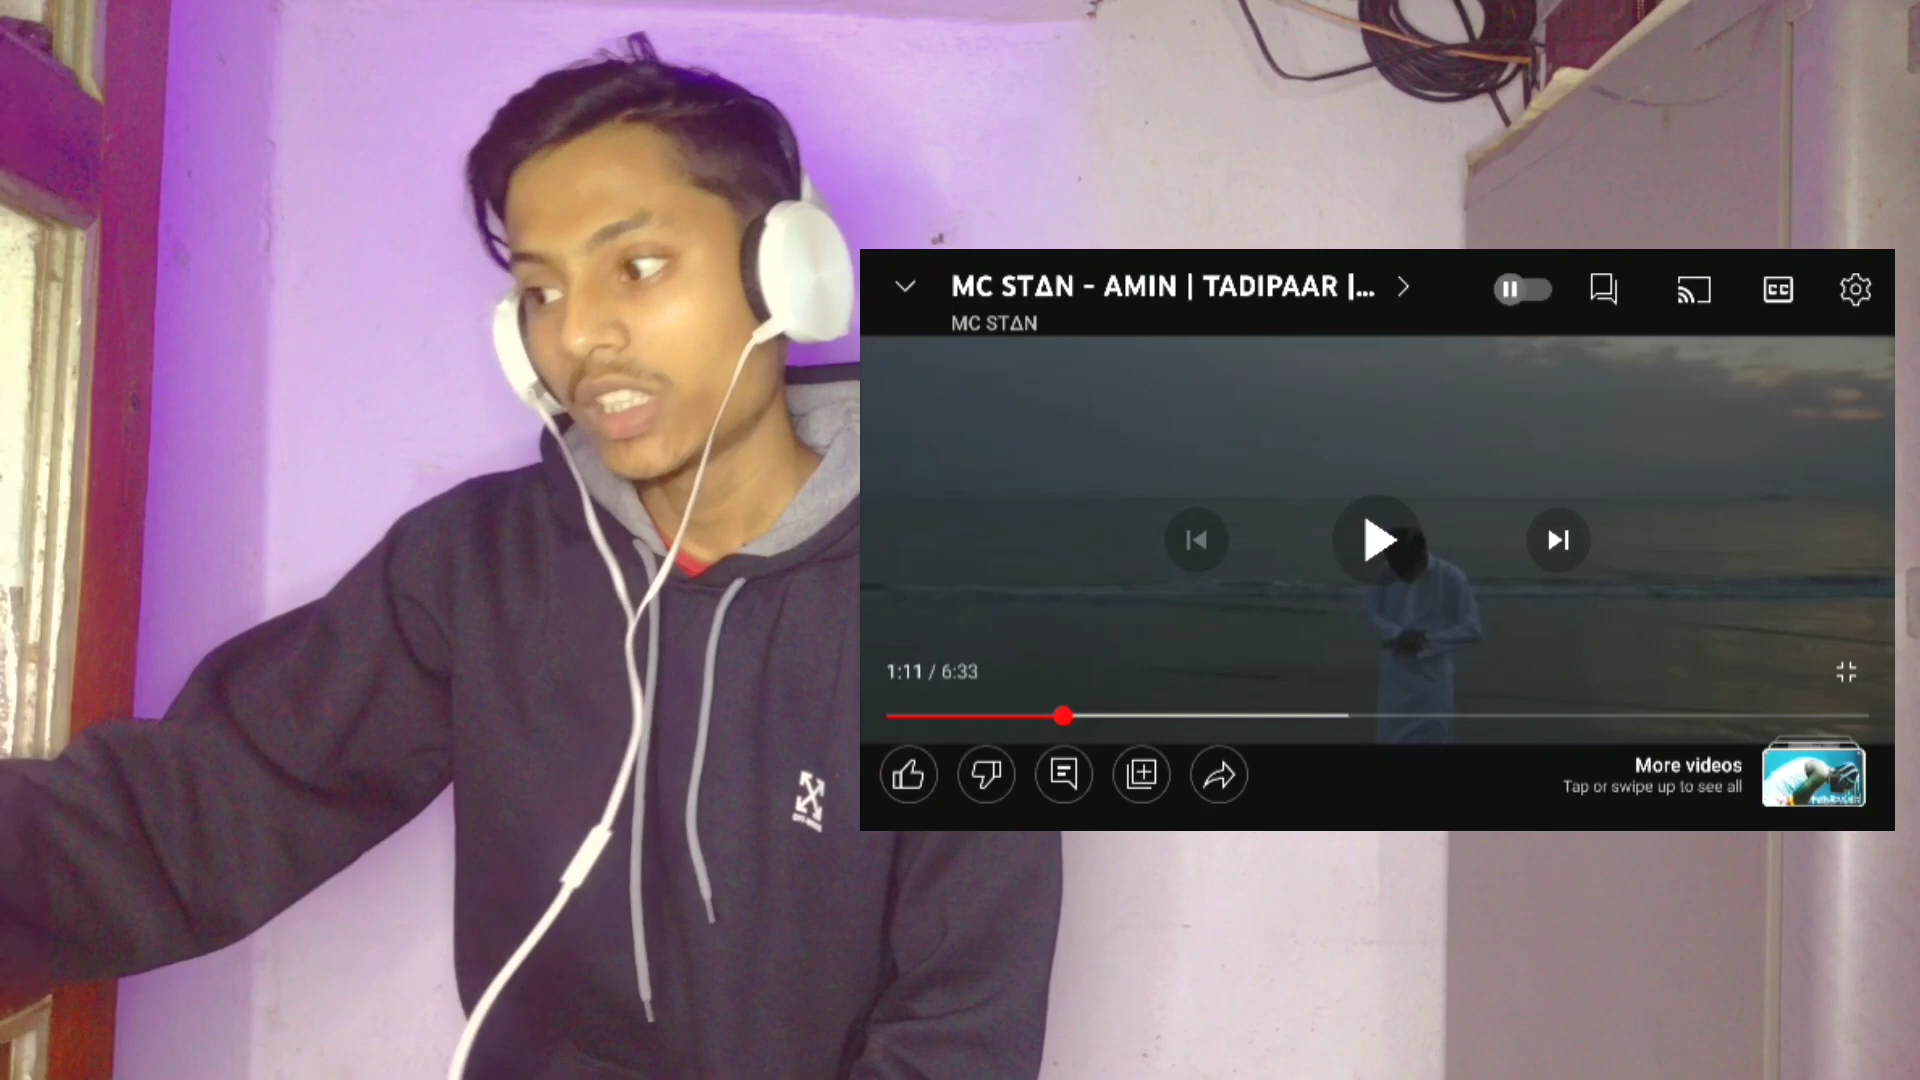 MC STΔN - AMIN | TADIPAAR |...
MC STΔN
CC
1:11 / 6:33
More videos
Tap or swipe up to see all